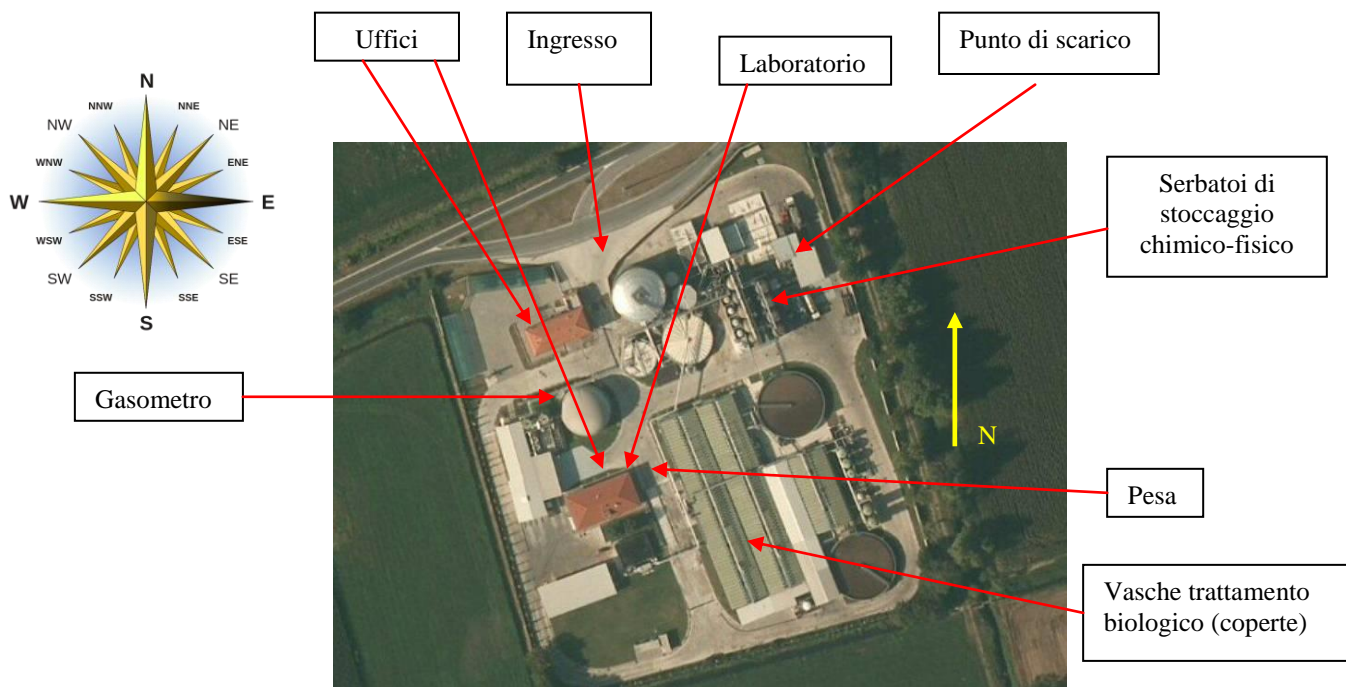 Uffici
Ingresso
Laboratorio
Punto di scarico
N
NNW
NNE
NW
NE
WNW
ENE
W
E
WSW
ESE
SW
SE
SSW
SSE
S
Serbatoi di
stoccaggio
chimico-fisico
Gasometro
N
Pesa
Vasche trattamento
biologico (coperte)